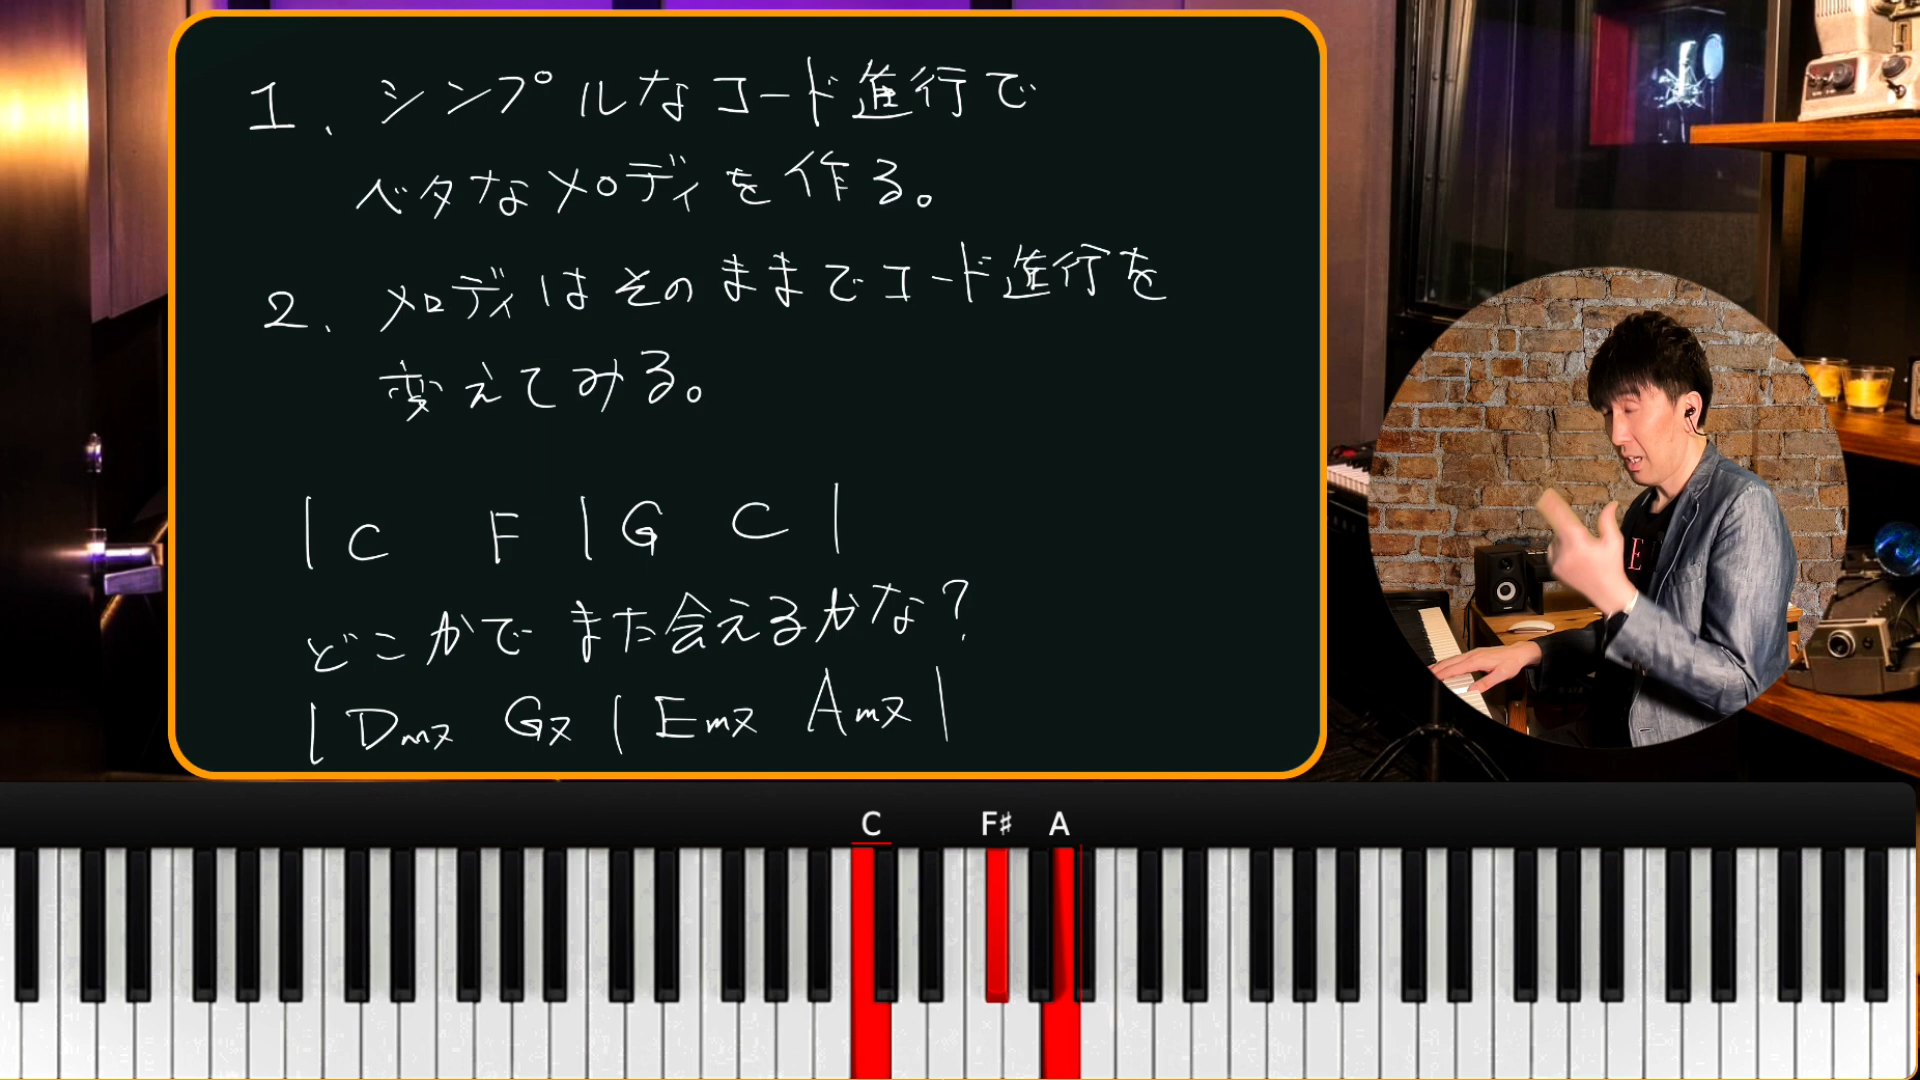 1. シンプルなコード進行で
ベタなメロディを作る。
2. メロディはそのままでコード進行を
変えてみる。
| C F | G C |
どこかでまた会えるかな？
| Dm7 G7 | Em7 Am7 |
E
C F♯ A